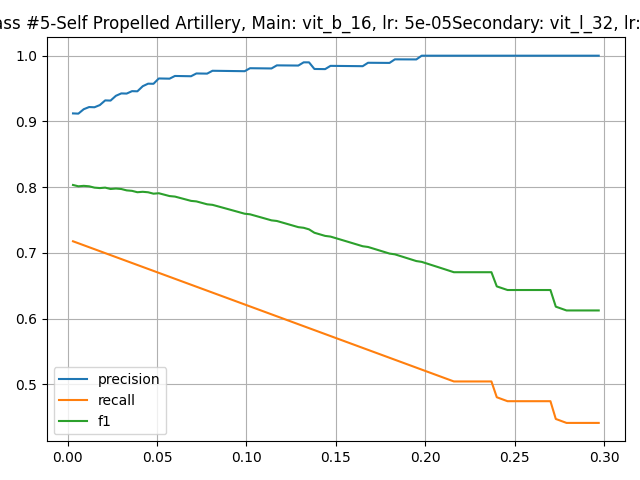 ass #5-Self Propelled Artillery, Main: vit_b_16, lr: 5e-05Secondary: vit_l_32, lr:
1.0
0.9
0.8
0.7
0.6
0.5
precision
recall
f1
0.00 0.05 0.10 0.15 0.20 0.25 0.30